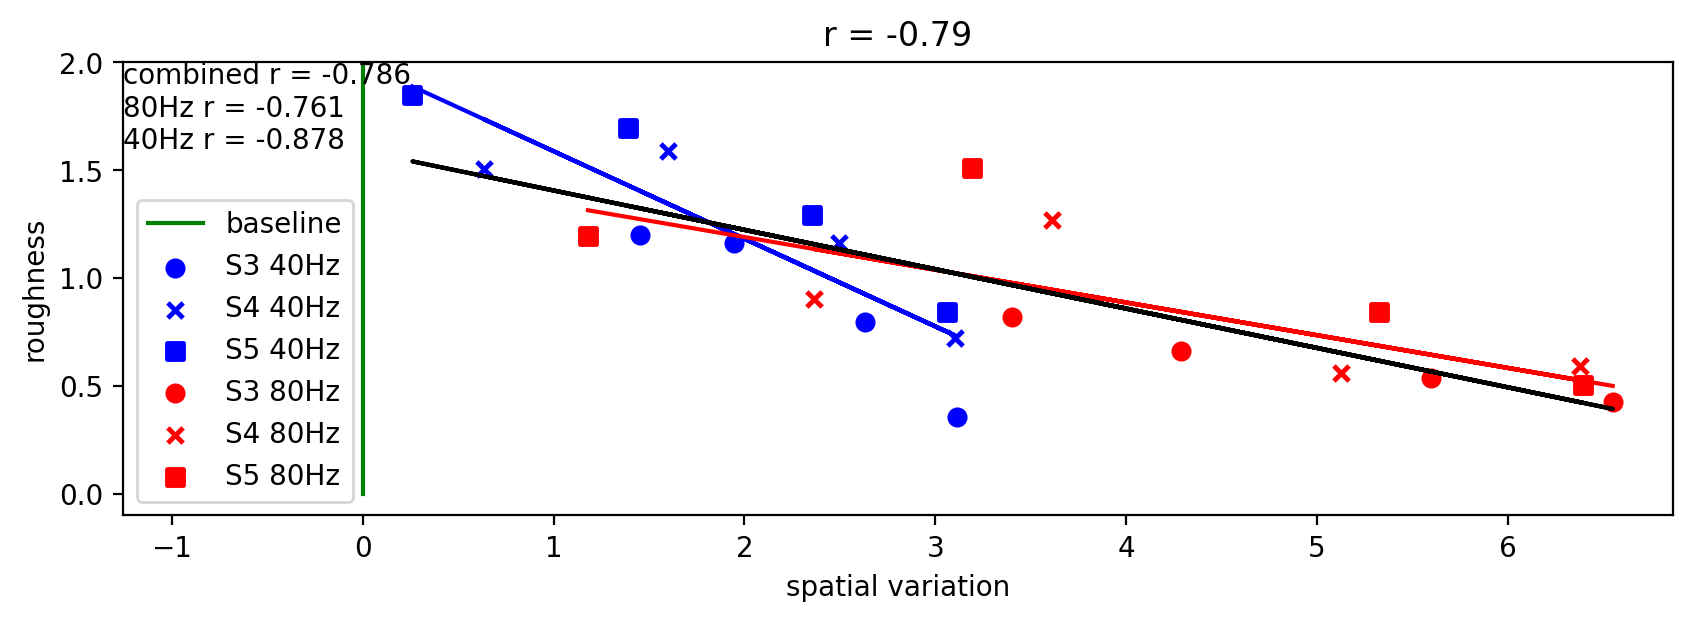 r = -0.79
combined r = -0.786
80Hz r = -0.761
40Hz r = -0.878
baseline
S3 40Hz
S4 40Hz
S5 40Hz
S3 80Hz
S4 80Hz
S5 80Hz
roughness
2.0
1.5
1.0
0.5
0.0
−1 0 1 2 3 4 5 6
spatial variation